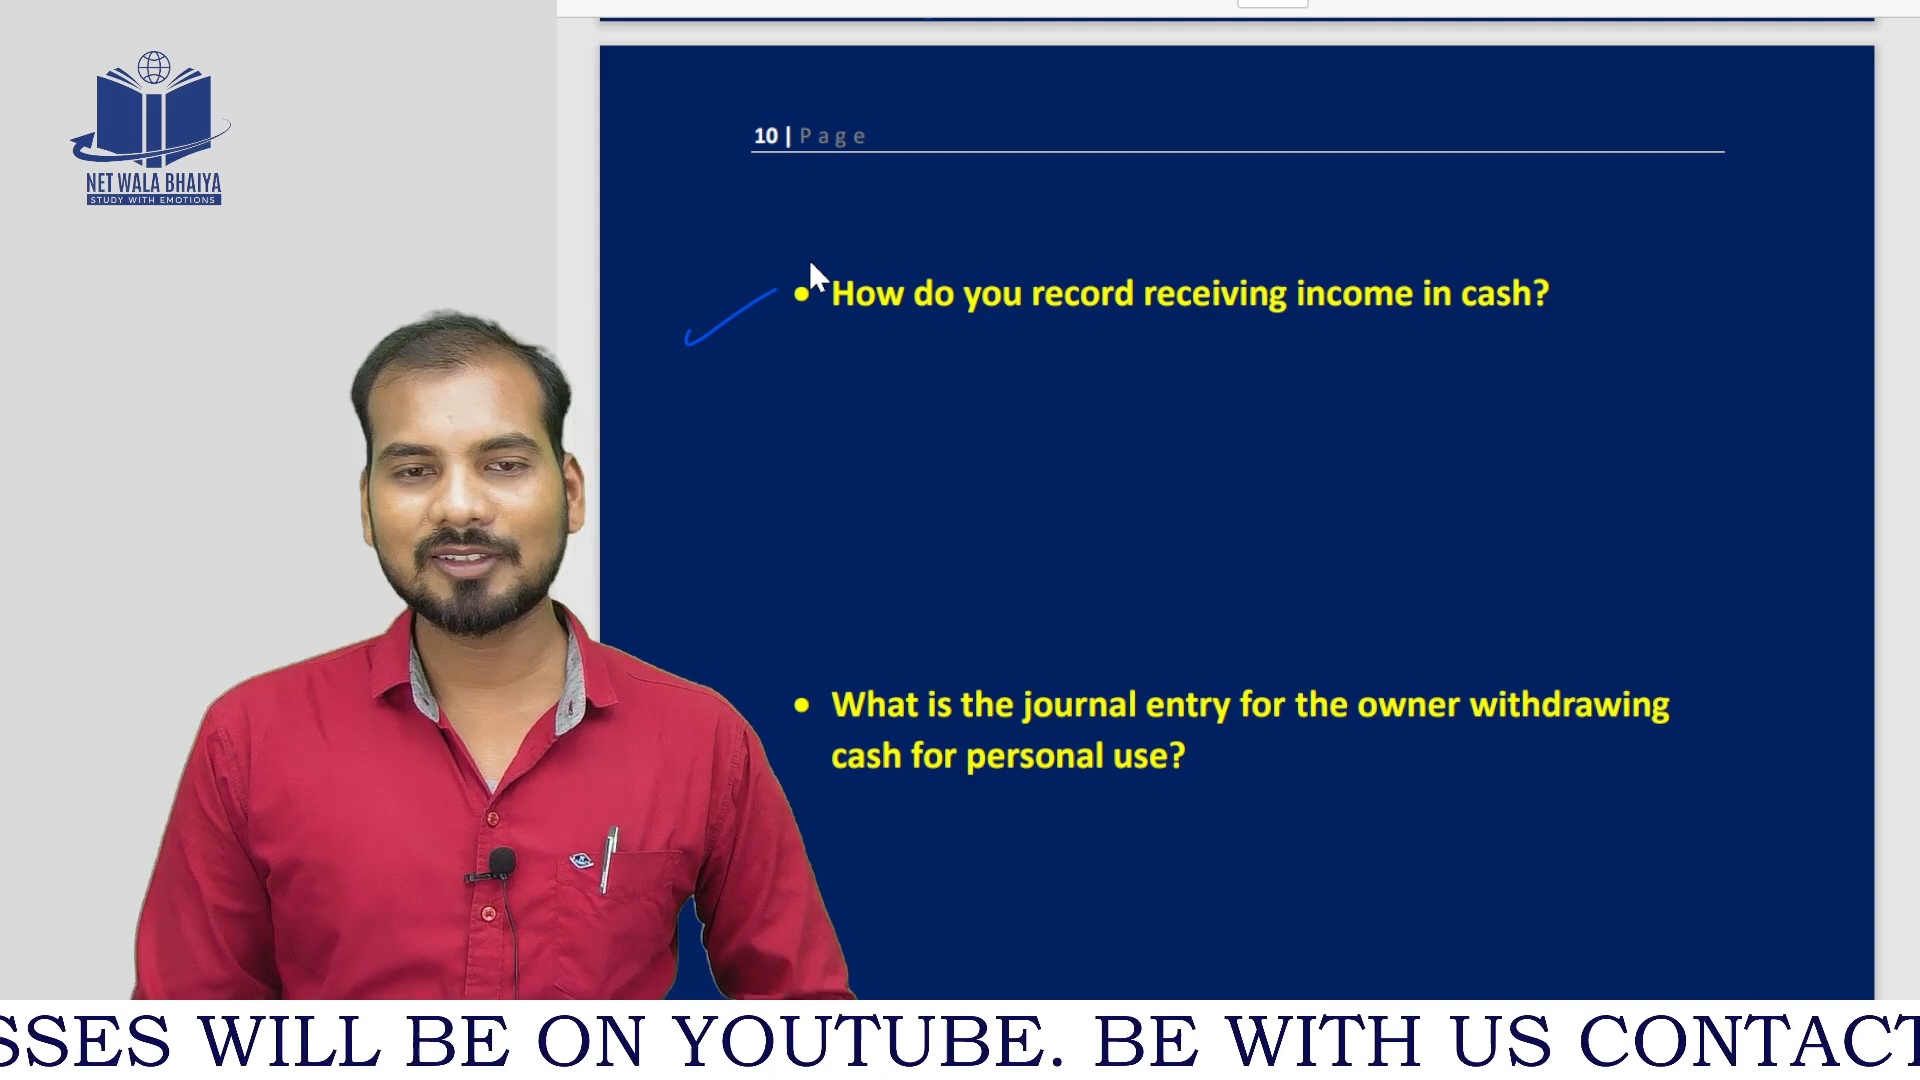 NET WALA BHAIYA
STUDY WITH EMOTIONS
10 | Page
• How do you record receiving income in cash?
• What is the journal entry for the owner withdrawing
cash for personal use?
SSES WILL BE ON YOUTUBE. BE WITH US CONTACT